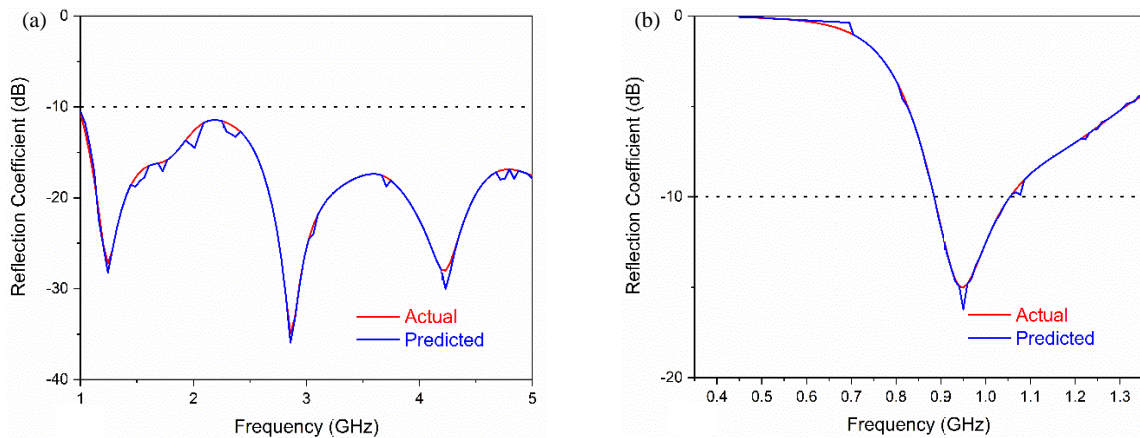 (a)
0
-10
-20
-30
-40
Reflection Coefficient (dB)
Actual
Predicted
1 2 3 4 5
Frequency (GHz)
(b)
0
-10
-20
Reflection Coefficient (dB)
Actual
Predicted
0.4 0.5 0.6 0.7 0.8 0.9 1.0 1.1 1.2 1.3
Frequency (GHz)